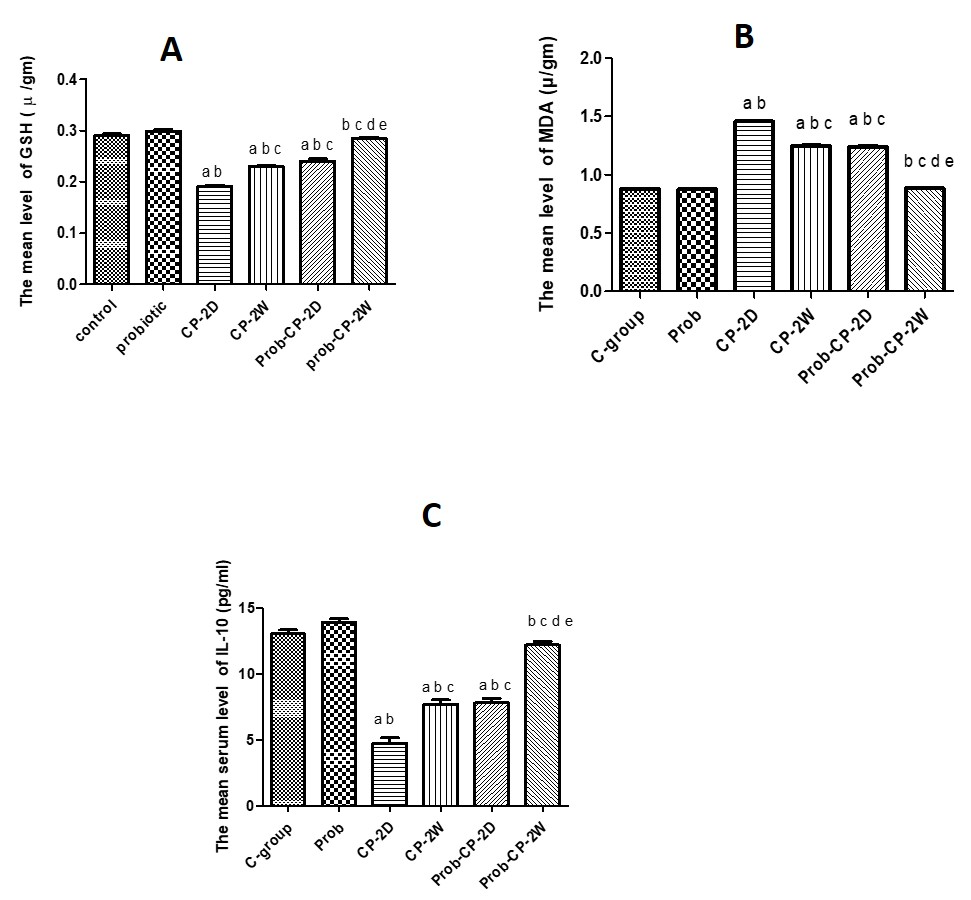 A
The mean level of GSH ( μ /gm)
0.4
0.3
0.2
0.1
0.0
a b
a b c
a b c
b c d e
control
probiotic
CP-2D
CP-2W
Prob-CP-2D
prob-CP-2W
B
The mean level of MDA (µ/gm)
2.0
1.5
1.0
0.5
0.0
a b
a b c
a b c
b c d e
C-group
Prob
CP-2D
CP-2W
Prob-CP-2D
Prob-CP-2W
C
The mean serum level of IL-10 (pg/ml)
15
10
5
0
a b
a b c
a b c
b c d e
C-group
Prob
CP-2D
CP-2W
Prob-CP-2D
Prob-CP-2W